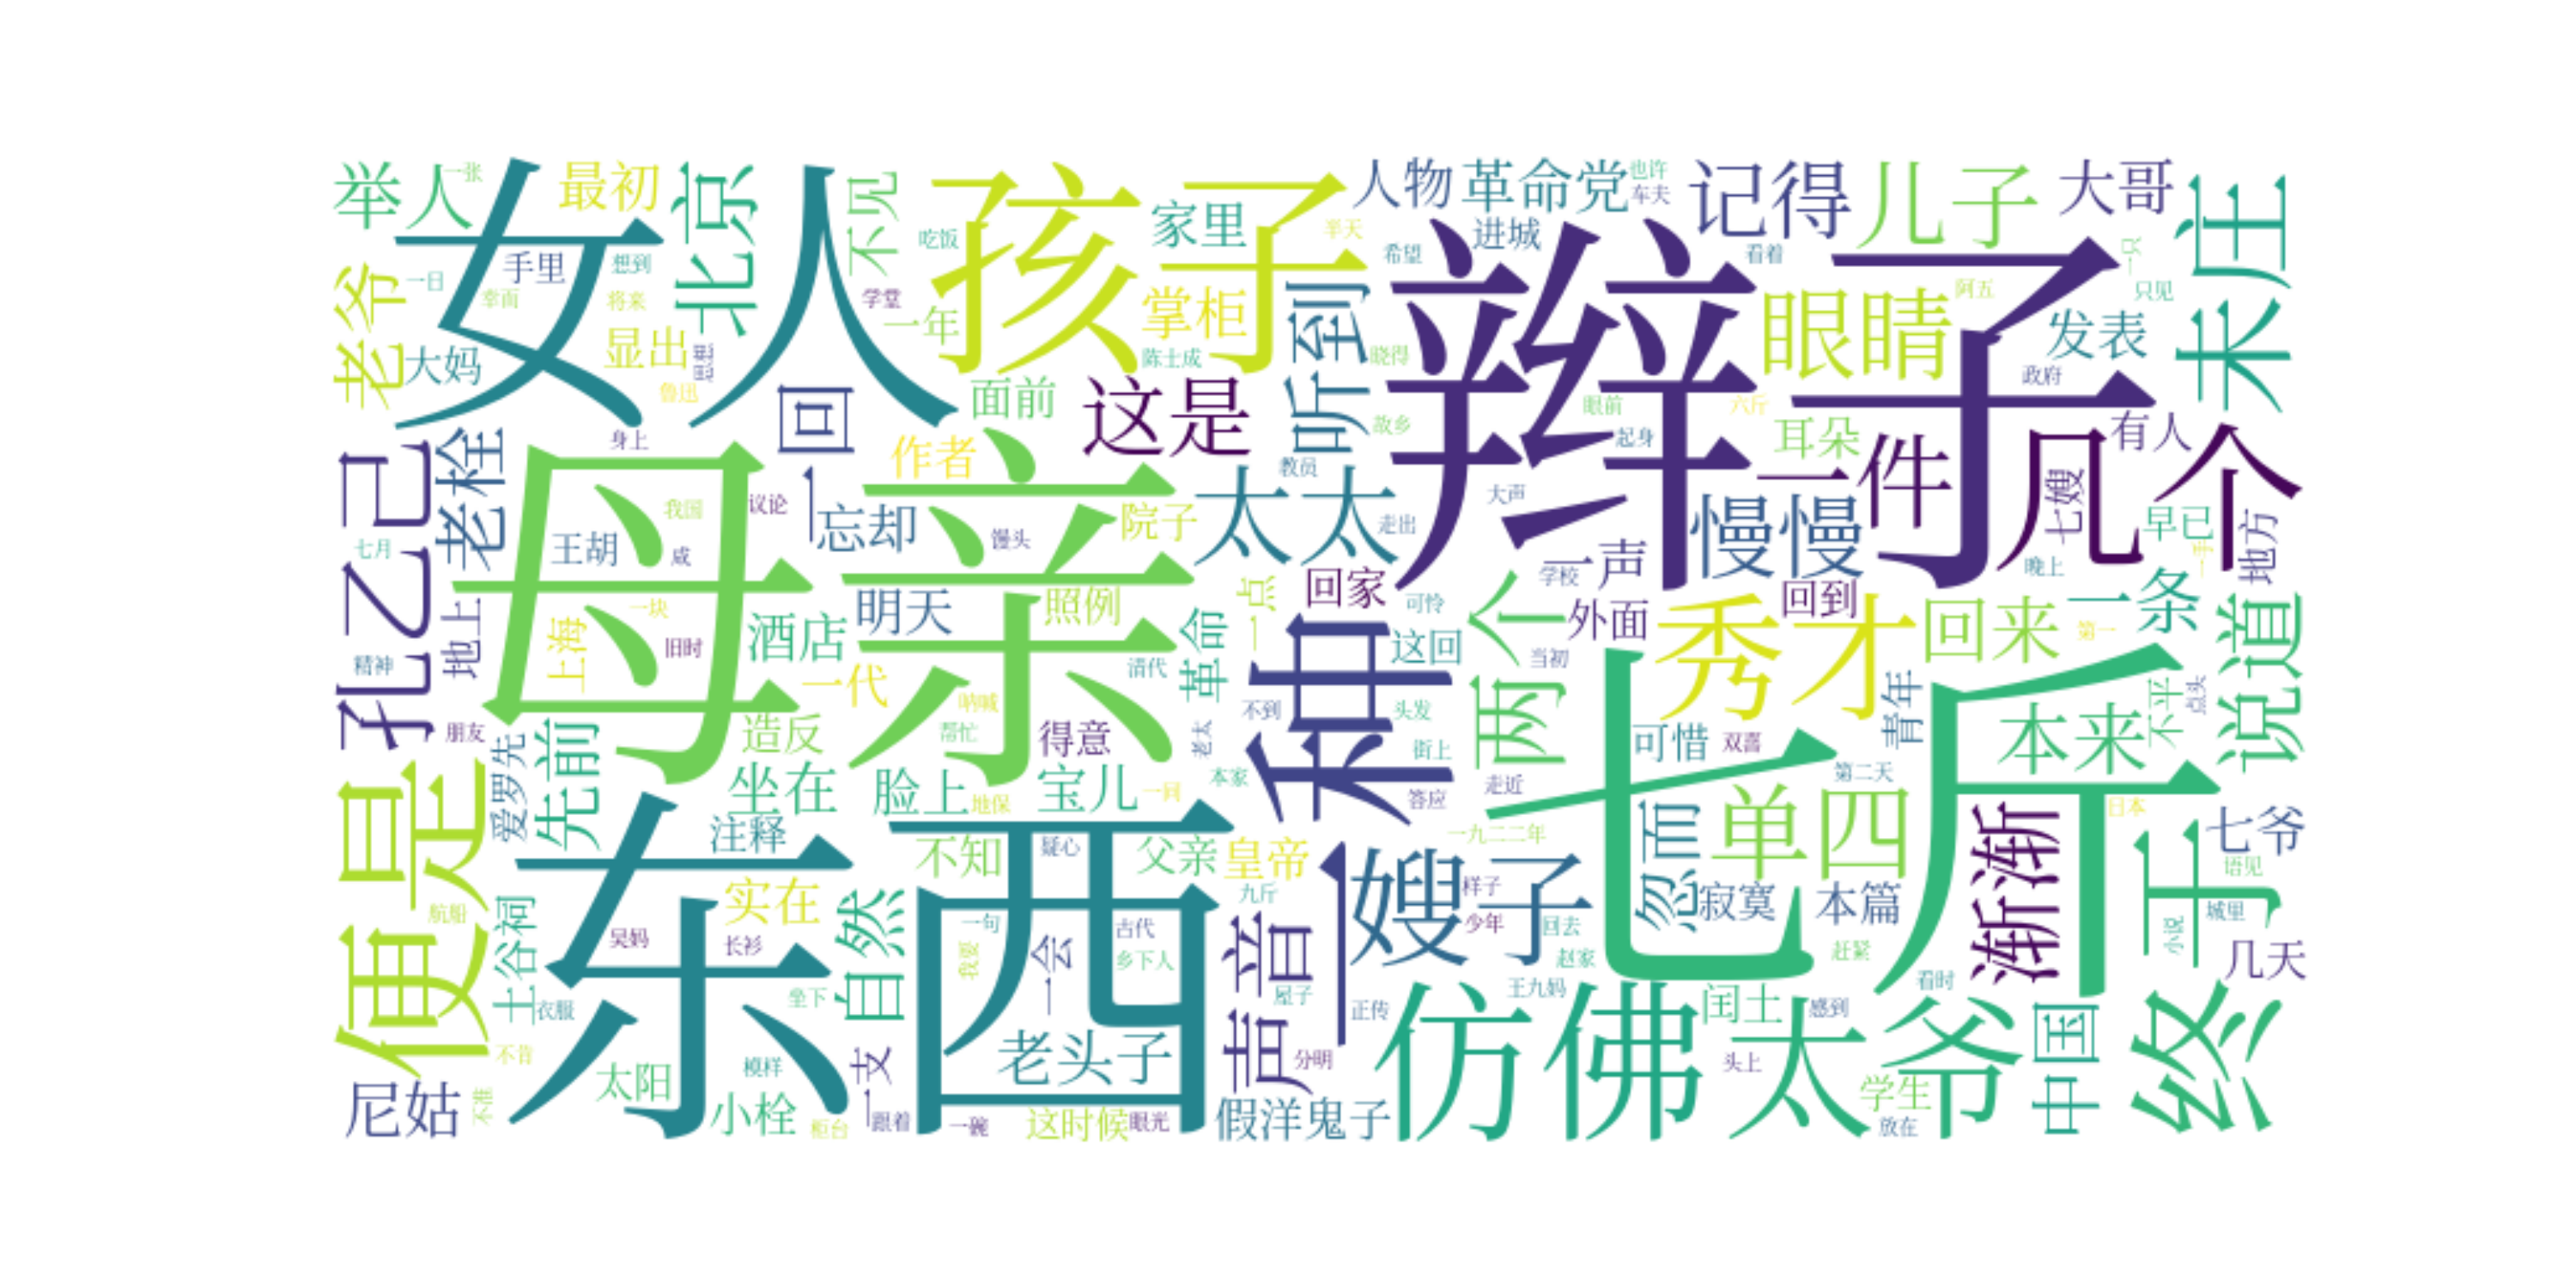 举人
一张
女人
最初
北京
不见
孩子
家里
半天
人物
革命党
也许
车夫
记得
儿子
大哥
未庄
老爷
一日
手里
想到
幸而
将来
吃饭
学堂
一年
掌柜
听到
希望
进城
辫子
看着
眼睛
阿五
一只
只见
发表
大妈
显出
思想
鲁迅
一回
面前
陈士成
这是
晓得
故乡
眼前
六斤
政府
耳朵
起身
一件
几个
七嫂
有人
孔乙己
老栓
身上
母亲
作者
教员
太太
大声
走出
慢慢
早已
地方
七月
王胡
我国
咸
议论
忘却
馒头
院子
一声
学校
晚上
地上
上海
一块
旧时
酒店
明天
照例
一点
回家
可怜
两个
外面
秀才
回到
回来
第一
一条
说道
精神
朋友
一代
呐喊
清代
革命
这回
当初
不到
头发
七斤
青年
本来
不平
点头
便是
爱罗先
先前
造反
帮忙
得意
老太
街上
可惜
双喜
坐在
脸上
地保
宝儿
一同
本家
答应
走近
第二天
单四
日本
东西
注释
不知
疑心
父亲
皇帝
一九二二年
忽而
渐渐
七爷
语见
航船
土谷祠
实在
自然
九斤
一句
古代
声音
嫂子
样子
少年
回去
寂寞
本篇
小说
城里
吴妈
长衫
我要
一会
乡下人
屋子
赵家
赶紧
几天
衣服
坐下
王九妈
正传
看时
仿佛
闰土
感到
太爷
中国
不肯
太阳
模样
一支
老头子
分明
头上
学生
尼姑
不准
小栓
柜台
跟着
一碗
这时候
眼光
假洋鬼子
放在